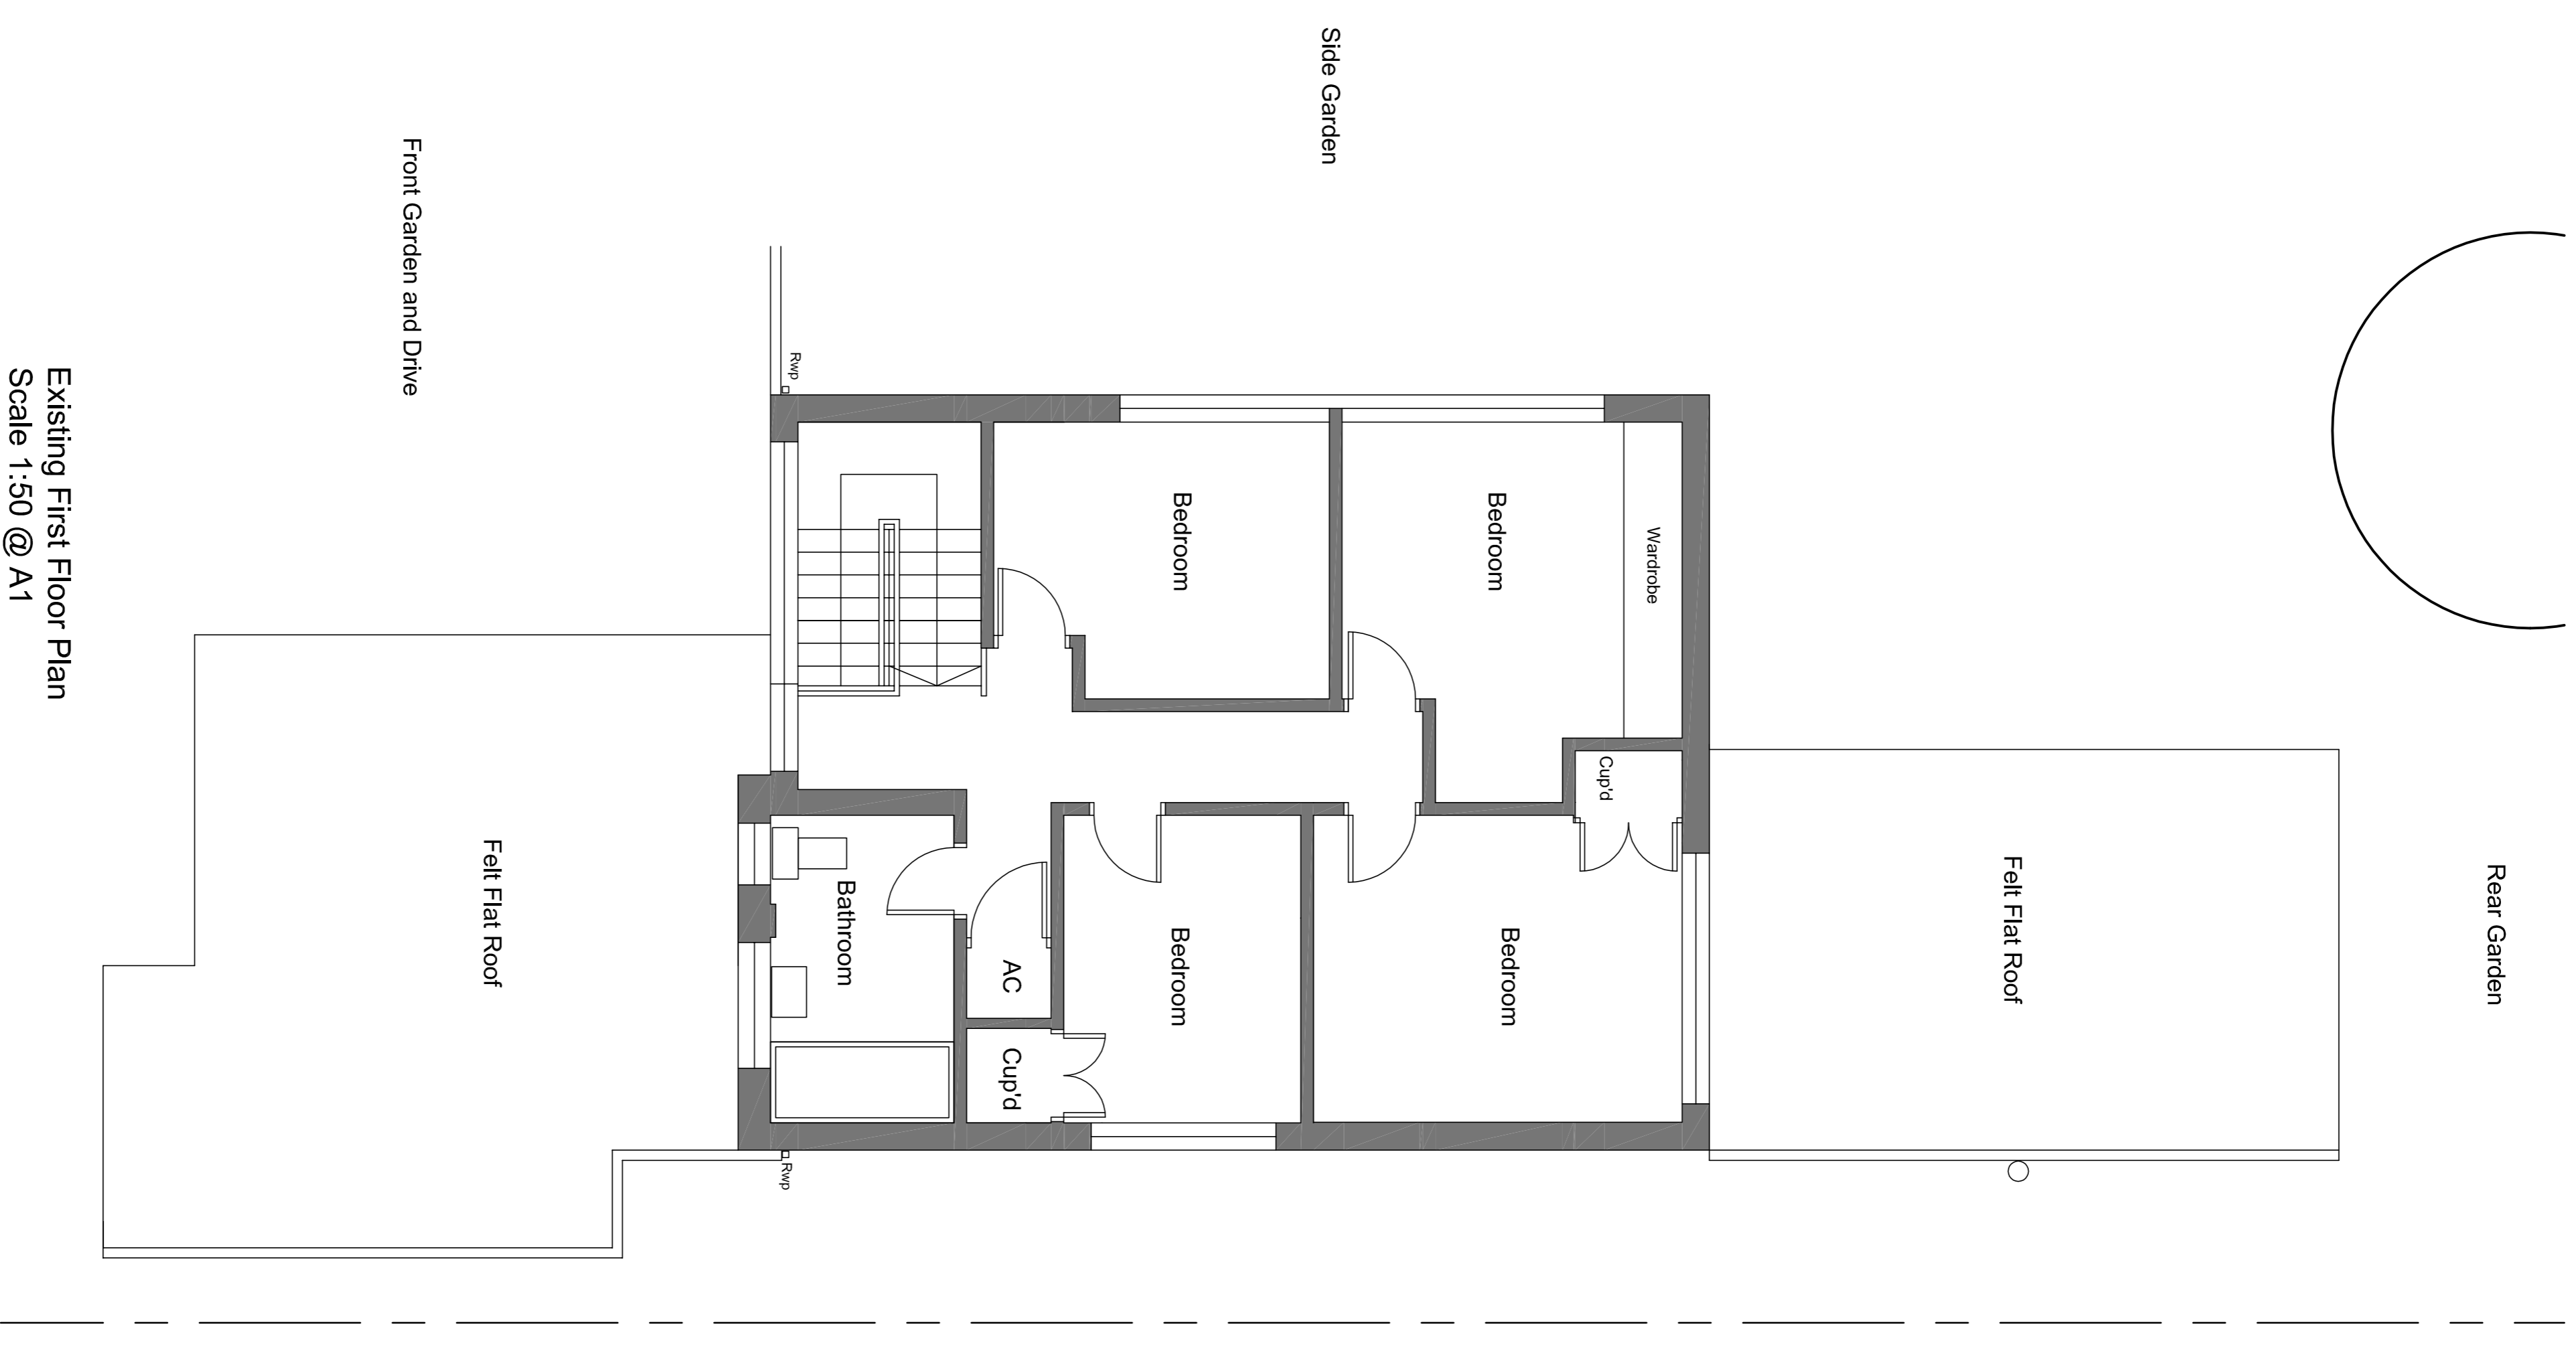 Rear Garden
Felt Flat Roof
Side Garden
Wardrobe
Cup'd
Bedroom
Bedroom
Bedroom
Bedroom
AC
Cup'd
Bathroom
Rwp
Rwp
Felt Flat Roof
Front Garden and Drive
Existing First Floor Plan
Scale 1:50 @ A1